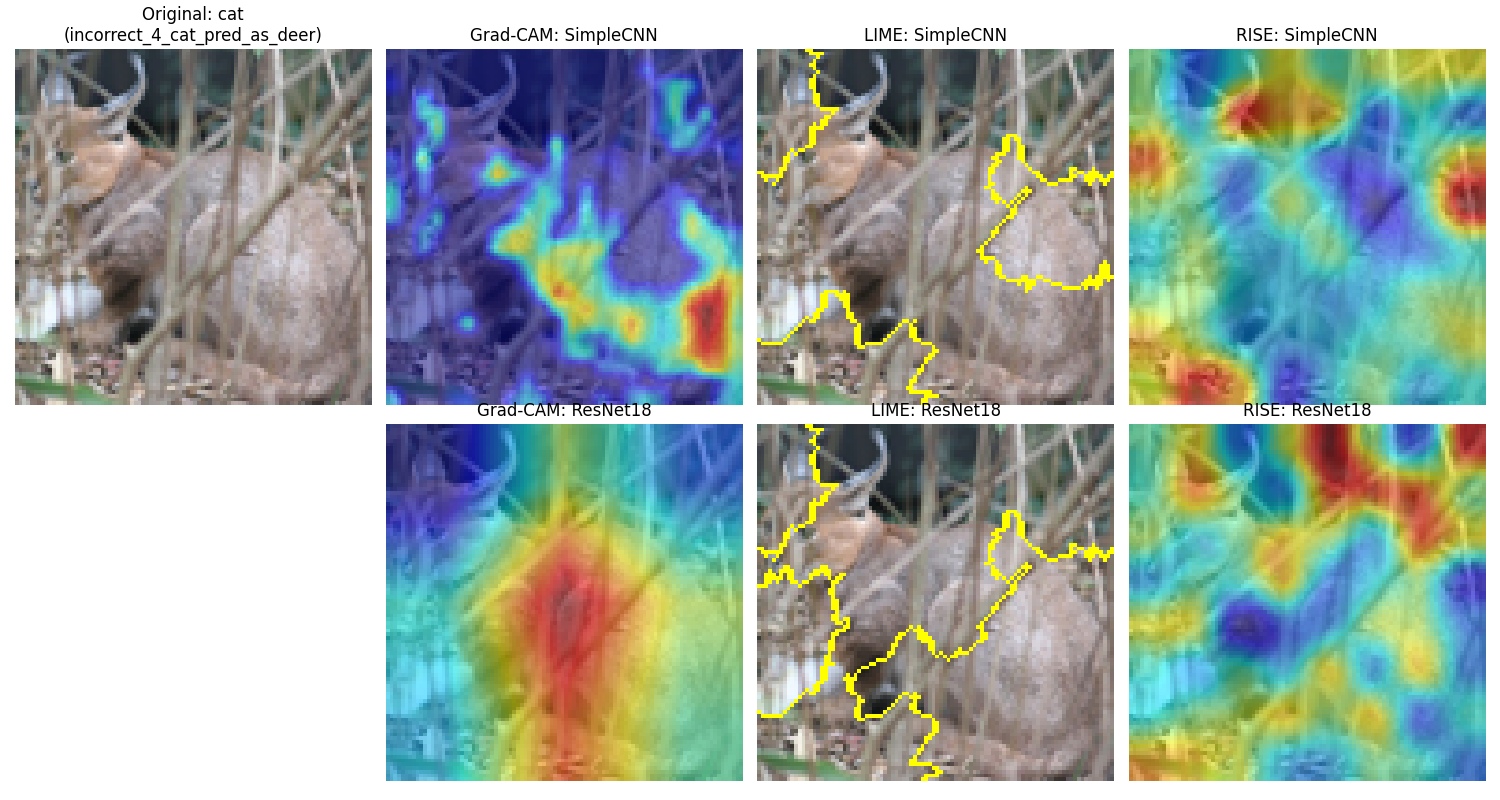 Original: cat
(incorrect_4_cat_pred_as_deer)
Grad-CAM: SimpleCNN
LIME: SimpleCNN
RISE: SimpleCNN
Grad-CAM: ResNet18
LIME: ResNet18
RISE: ResNet18